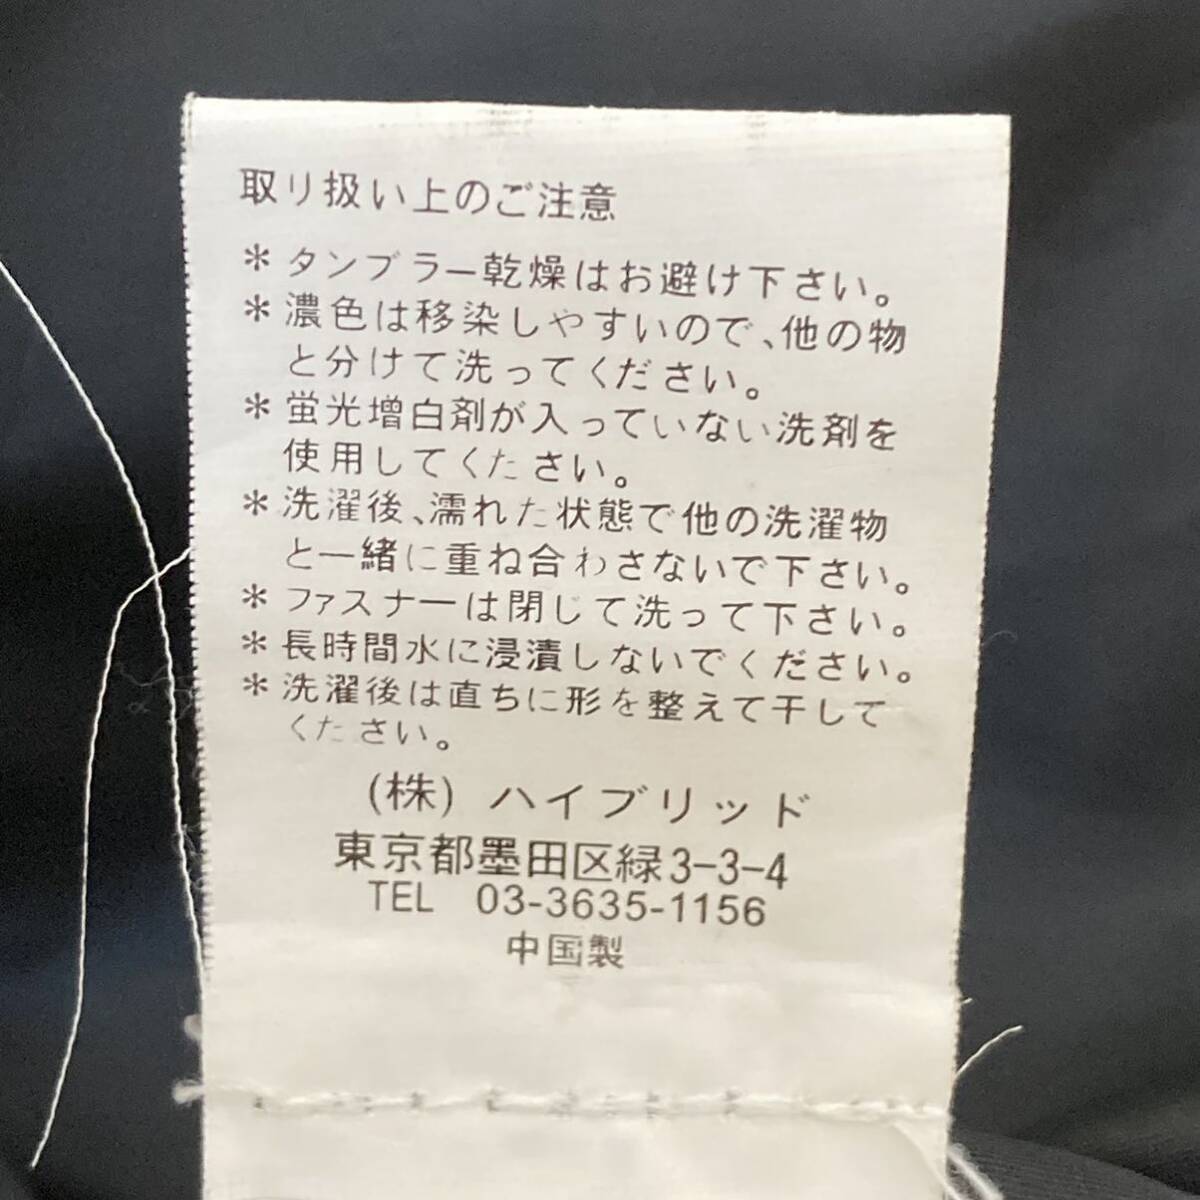 取り扱い上のご注意
＊タンブラー乾燥はお避け下さい。
＊濃色は移染しやすいので､他の物
と分けて洗ってください。
＊蛍光増白剤が入っていない洗剤を
使用してください。
＊洗濯後､濡れた状態で他の洗濯物
と一緒に重ね合わさないで下さい。
＊ファスナーは閉じて洗って下さい。
＊長時間水に浸漬しないでください。
＊洗濯後は直ちに形を整えて干して
ください。
(株) ハイブリッド
東京都墨田区緑3-3-4
TEL 03-3635-1156
中国製